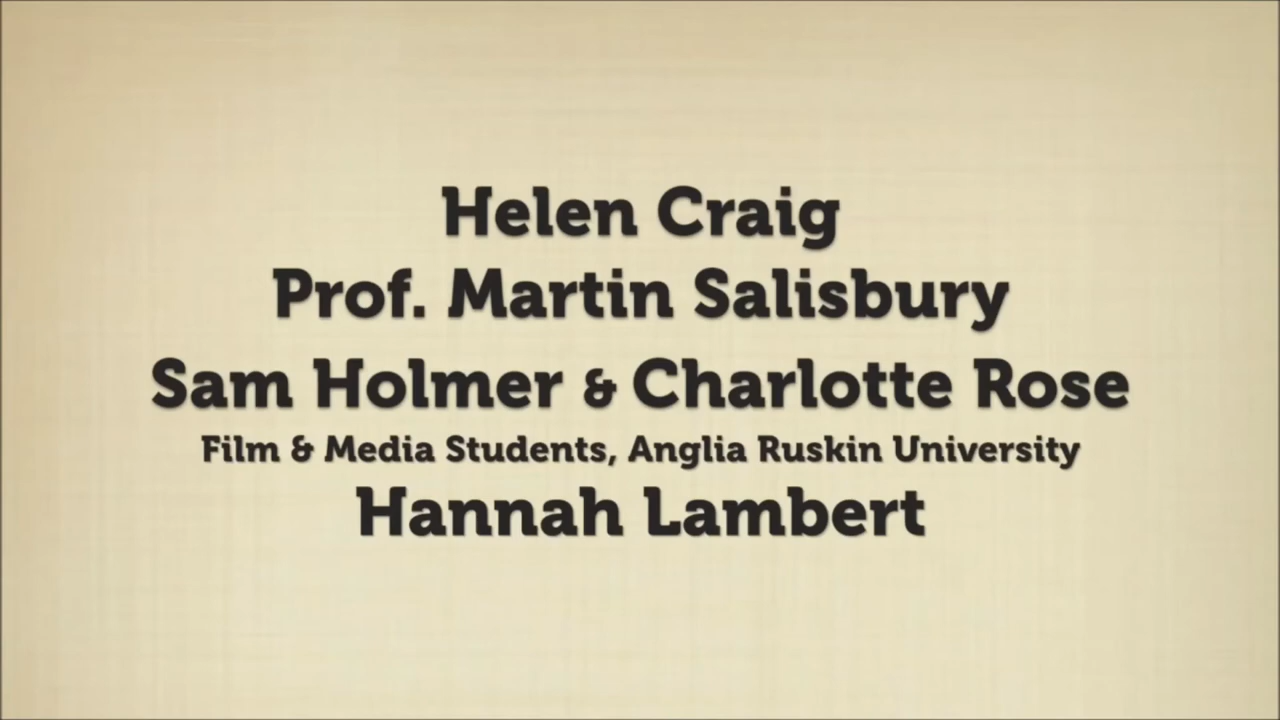 Helen Craig
Prof. Martin Salisbury
Sam Holmer & Charlotte Rose
Film & Media Students, Anglia Ruskin University
Hannah Lambert